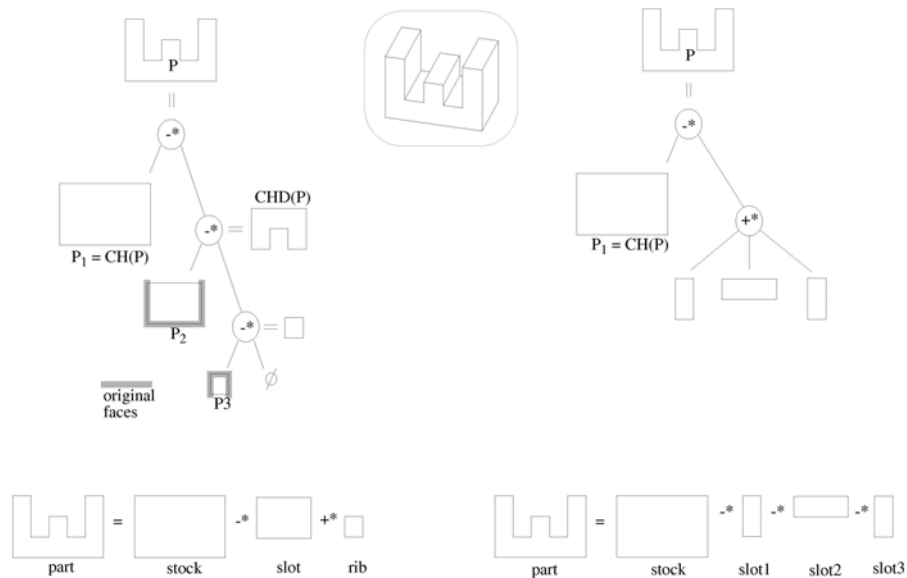 P
P
||
||
-*
-*
CHD(P)
-* =
+*
P1 = CH(P)
P1 = CH(P)
P2
-* =
∅
original
faces
P3
= -* +*
part stock slot rib
= -* -* -*
part stock slot1 slot2 slot3